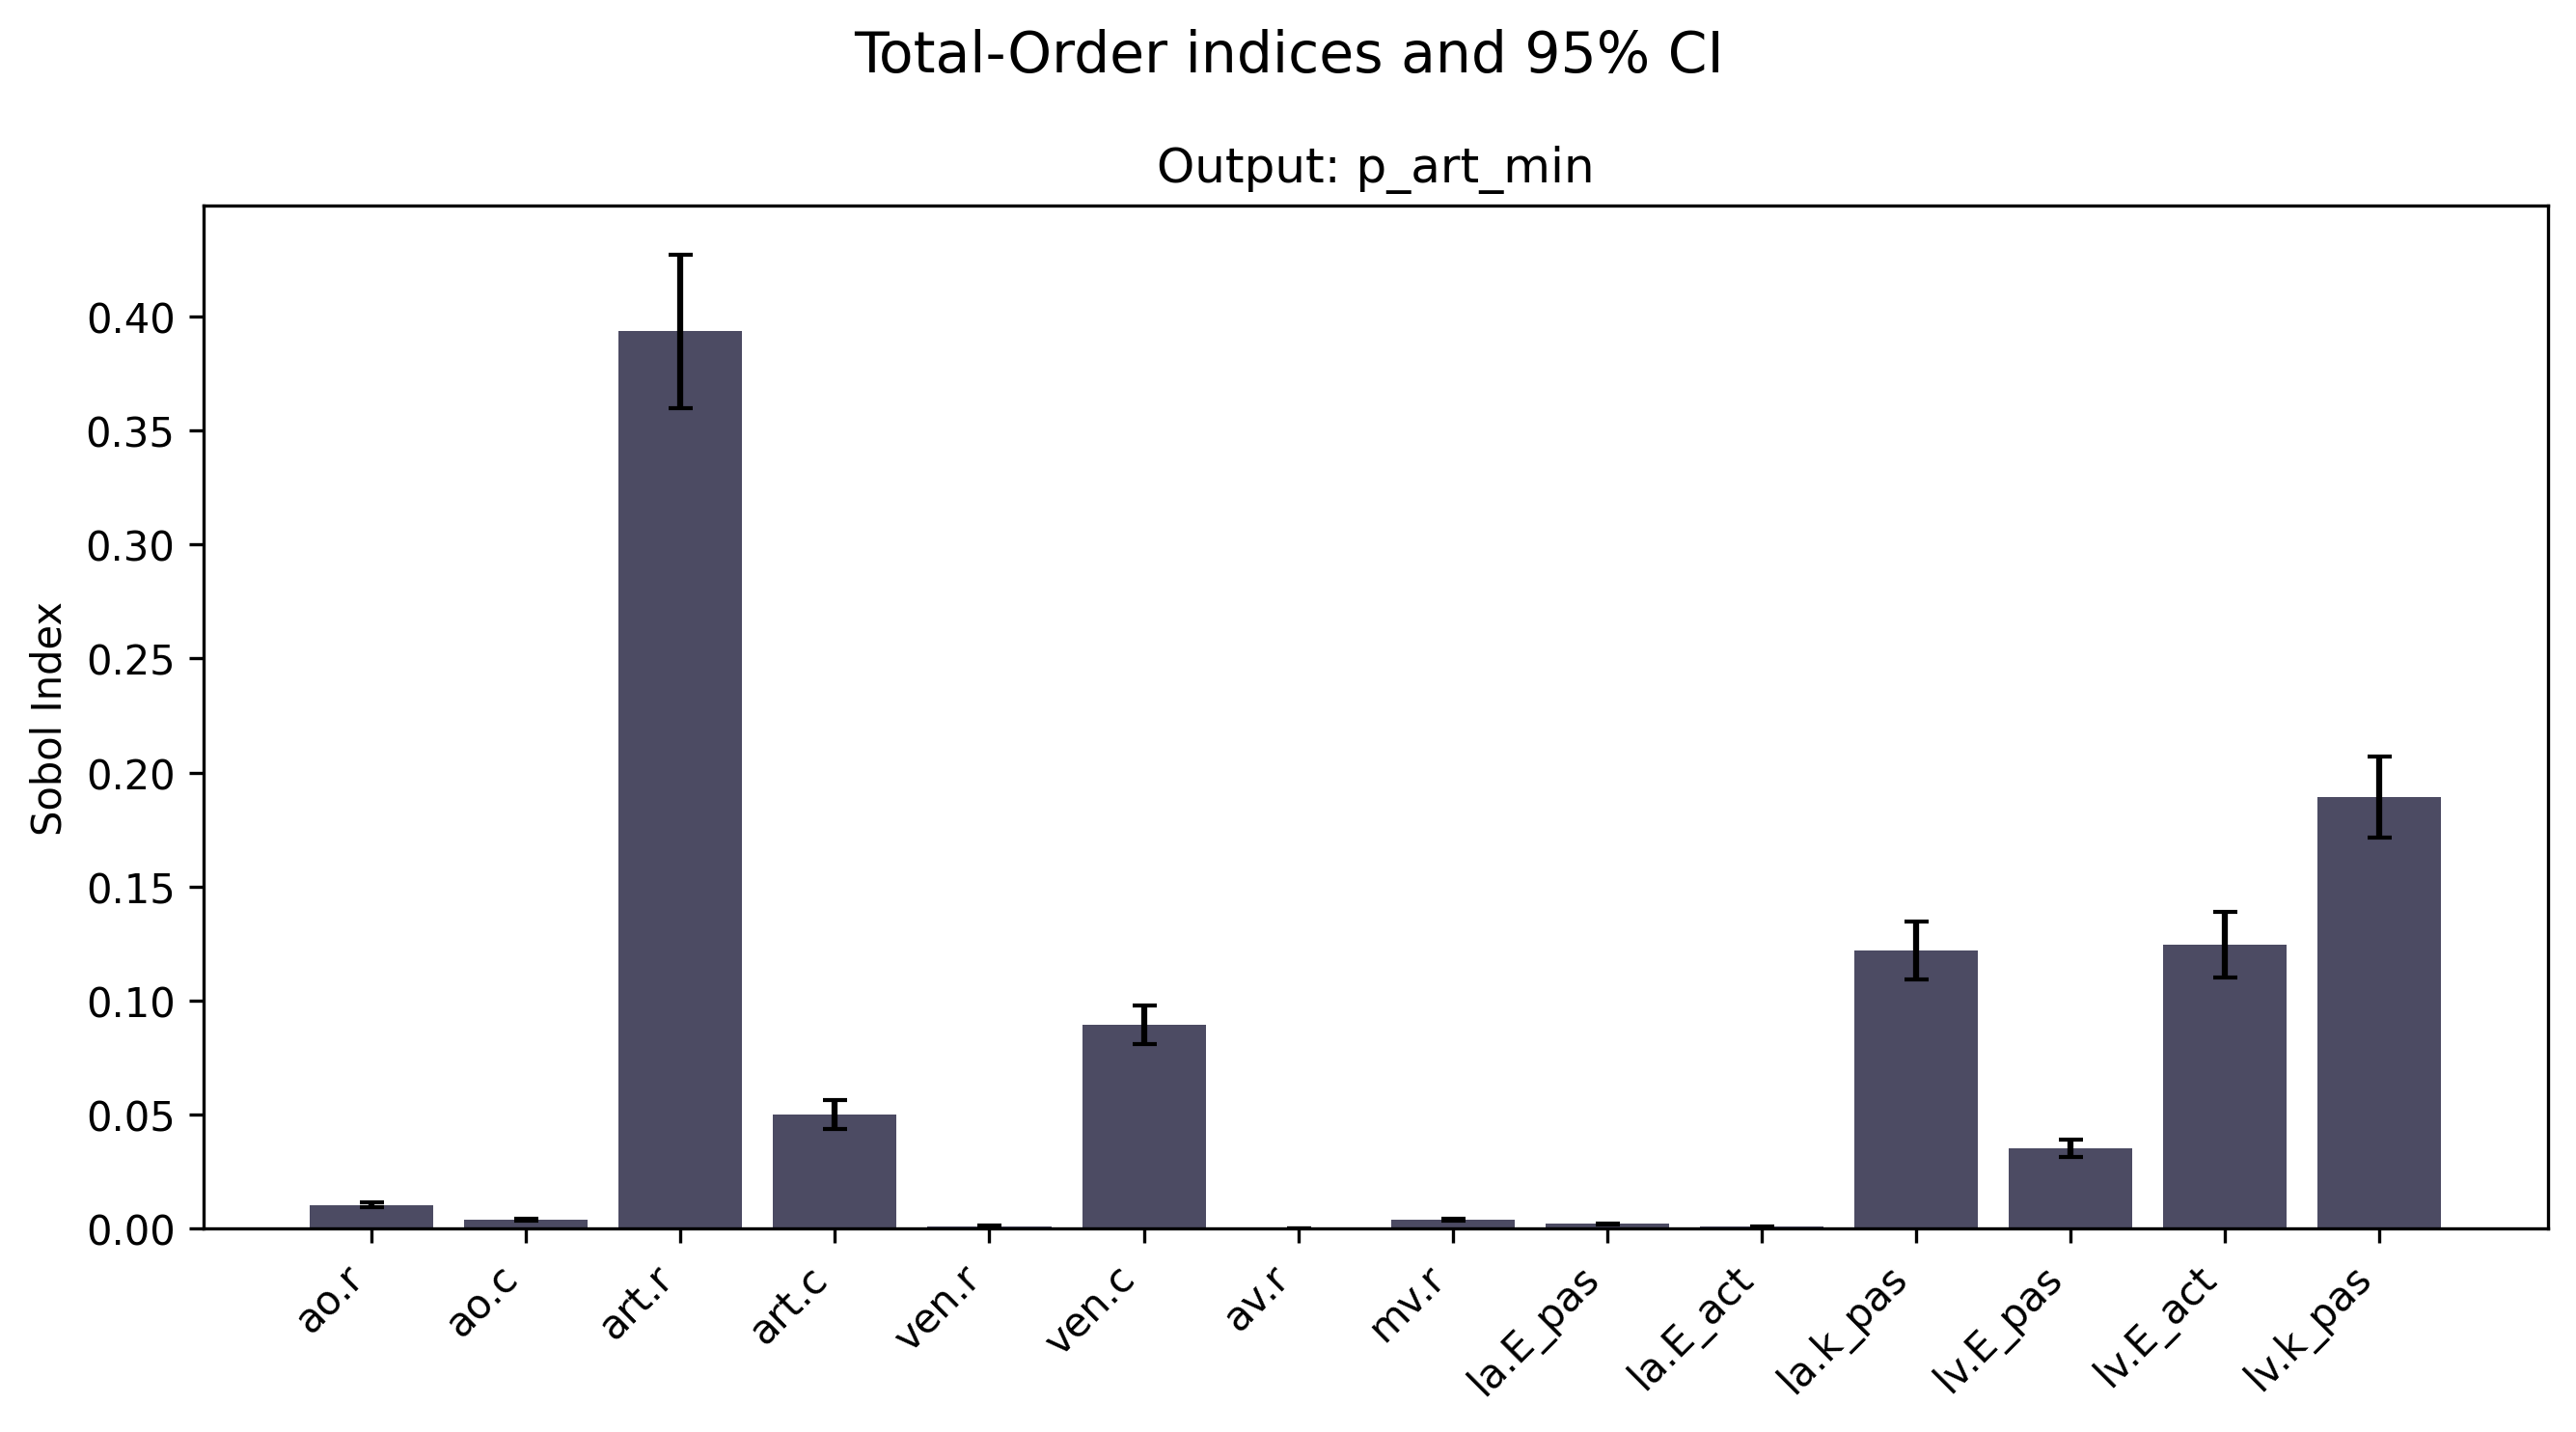 Total-Order indices and 95% CI
Output: p_art_min
Sobol Index
0.40
0.35
0.30
0.25
0.20
0.15
0.10
0.05
0.00
ao.r
ao.c
art.r
art.c
ven.r
ven.c
av.r
mv.r
la.E_pas
la.E_act
la.k_pas
lv.E_pas
lv.E_act
lv.k_pas